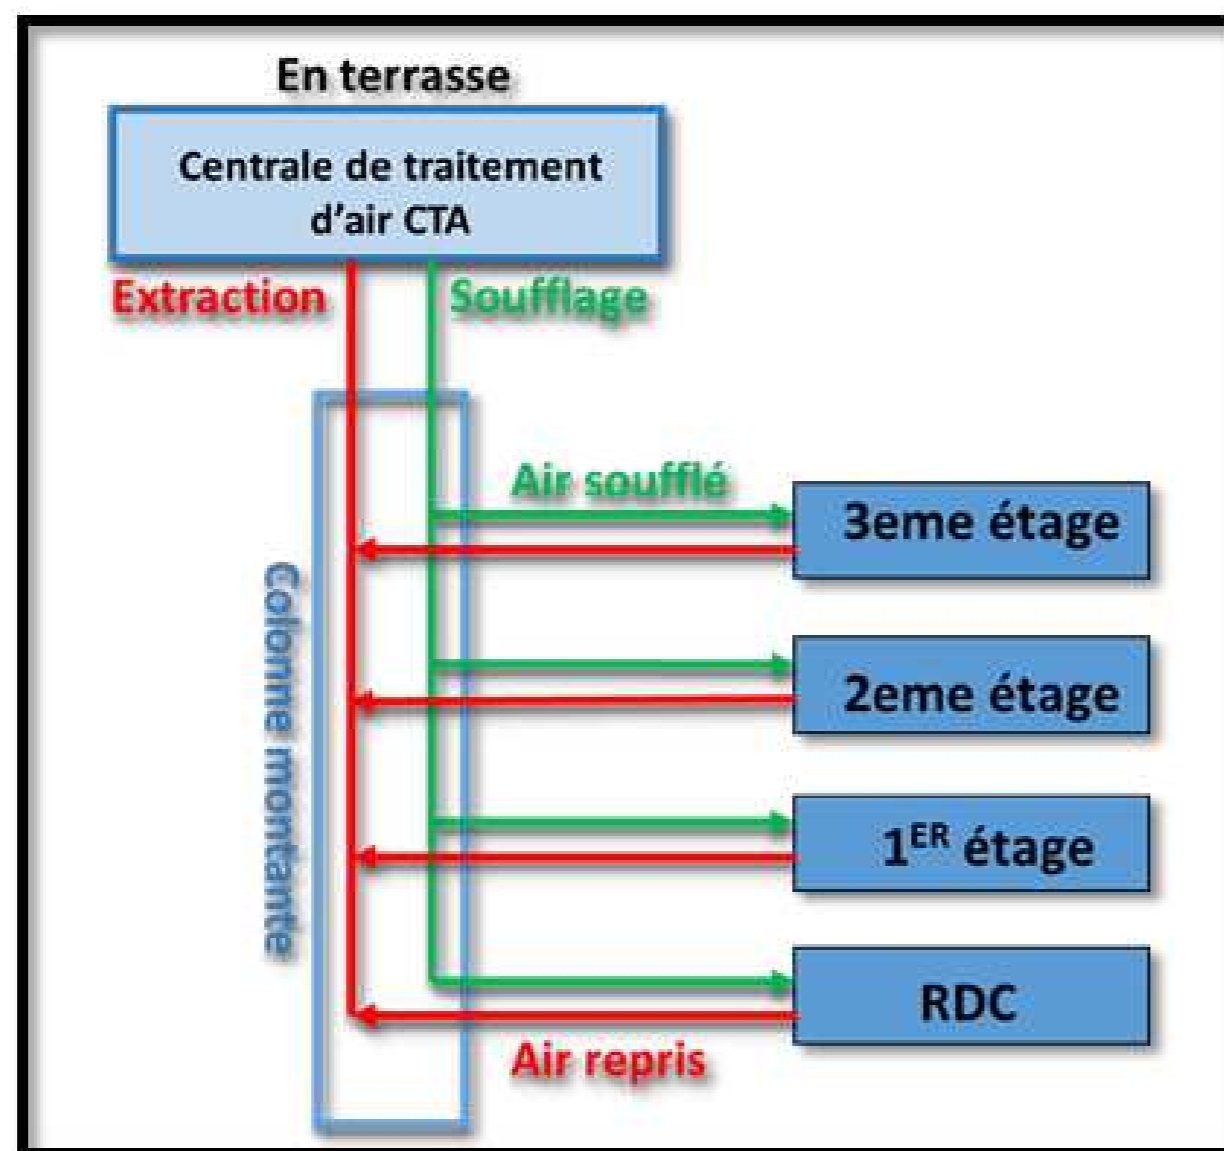 En terrasse
Centrale de traitement
d'air CTA
Extraction
Soufflage
Air soufflé
3eme étage
Colonne montante
2eme étage
1ER étage
RDC
Air repris